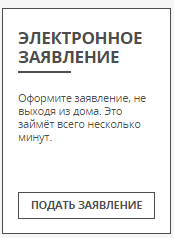 ЭЛЕКТРОННОЕ
ЗАЯВЛЕНИЕ
Оформите заявление, не
выходя из дома. Это
займёт всего несколько
минут.
ПОДАТЬ ЗАЯВЛЕНИЕ